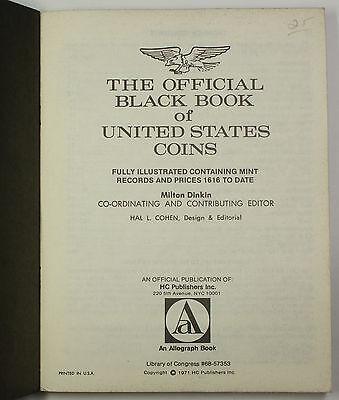 25
THE OFFICIAL
BLACK BOOK
of
UNITED STATES
COINS
FULLY ILLUSTRATED CONTAINING MINT
RECORDS AND PRICES 1616 TO DATE
Milton Dinkin
CO-ORDINATING AND CONTRIBUTING EDITOR
HAL L. COHEN, Design & Editorial
AN OFFICIAL PUBLICATION OF:
HC Publishers Inc.
220 5th Avenue, NYC 10001
A
An Allograph Book
Library of Congress #68-57353
PRINTED IN U.S.A.
Copyright © 1971 HC Publishers Inc.